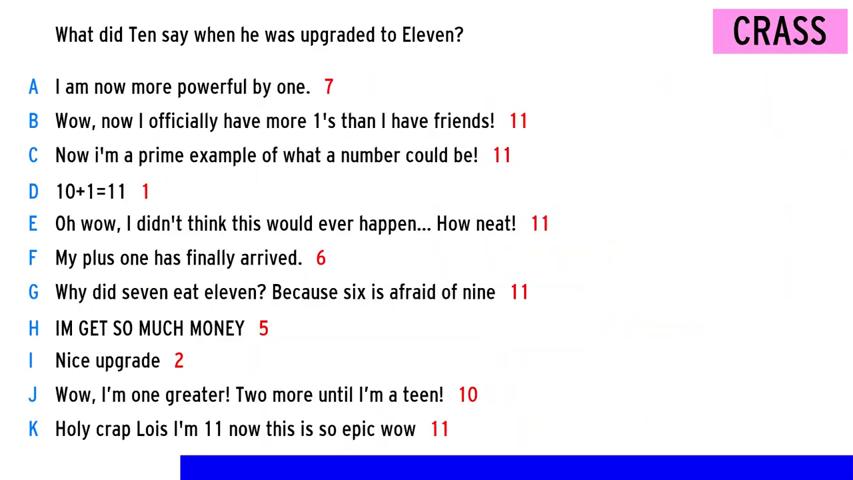 What did Ten say when he was upgraded to Eleven?
CRASS
A I am now more powerful by one. 7
B Wow, now I officially have more 1's than I have friends! 11
C Now i'm a prime example of what a number could be! 11
D 10+1=11 1
E Oh wow, I didn't think this would ever happen... How neat! 11
F My plus one has finally arrived. 6
G Why did seven eat eleven? Because six is afraid of nine 11
H IM GET SO MUCH MONEY 5
I Nice upgrade 2
J Wow, I'm one greater! Two more until I'm a teen! 10
K Holy crap Lois I'm 11 now this is so epic wow 11